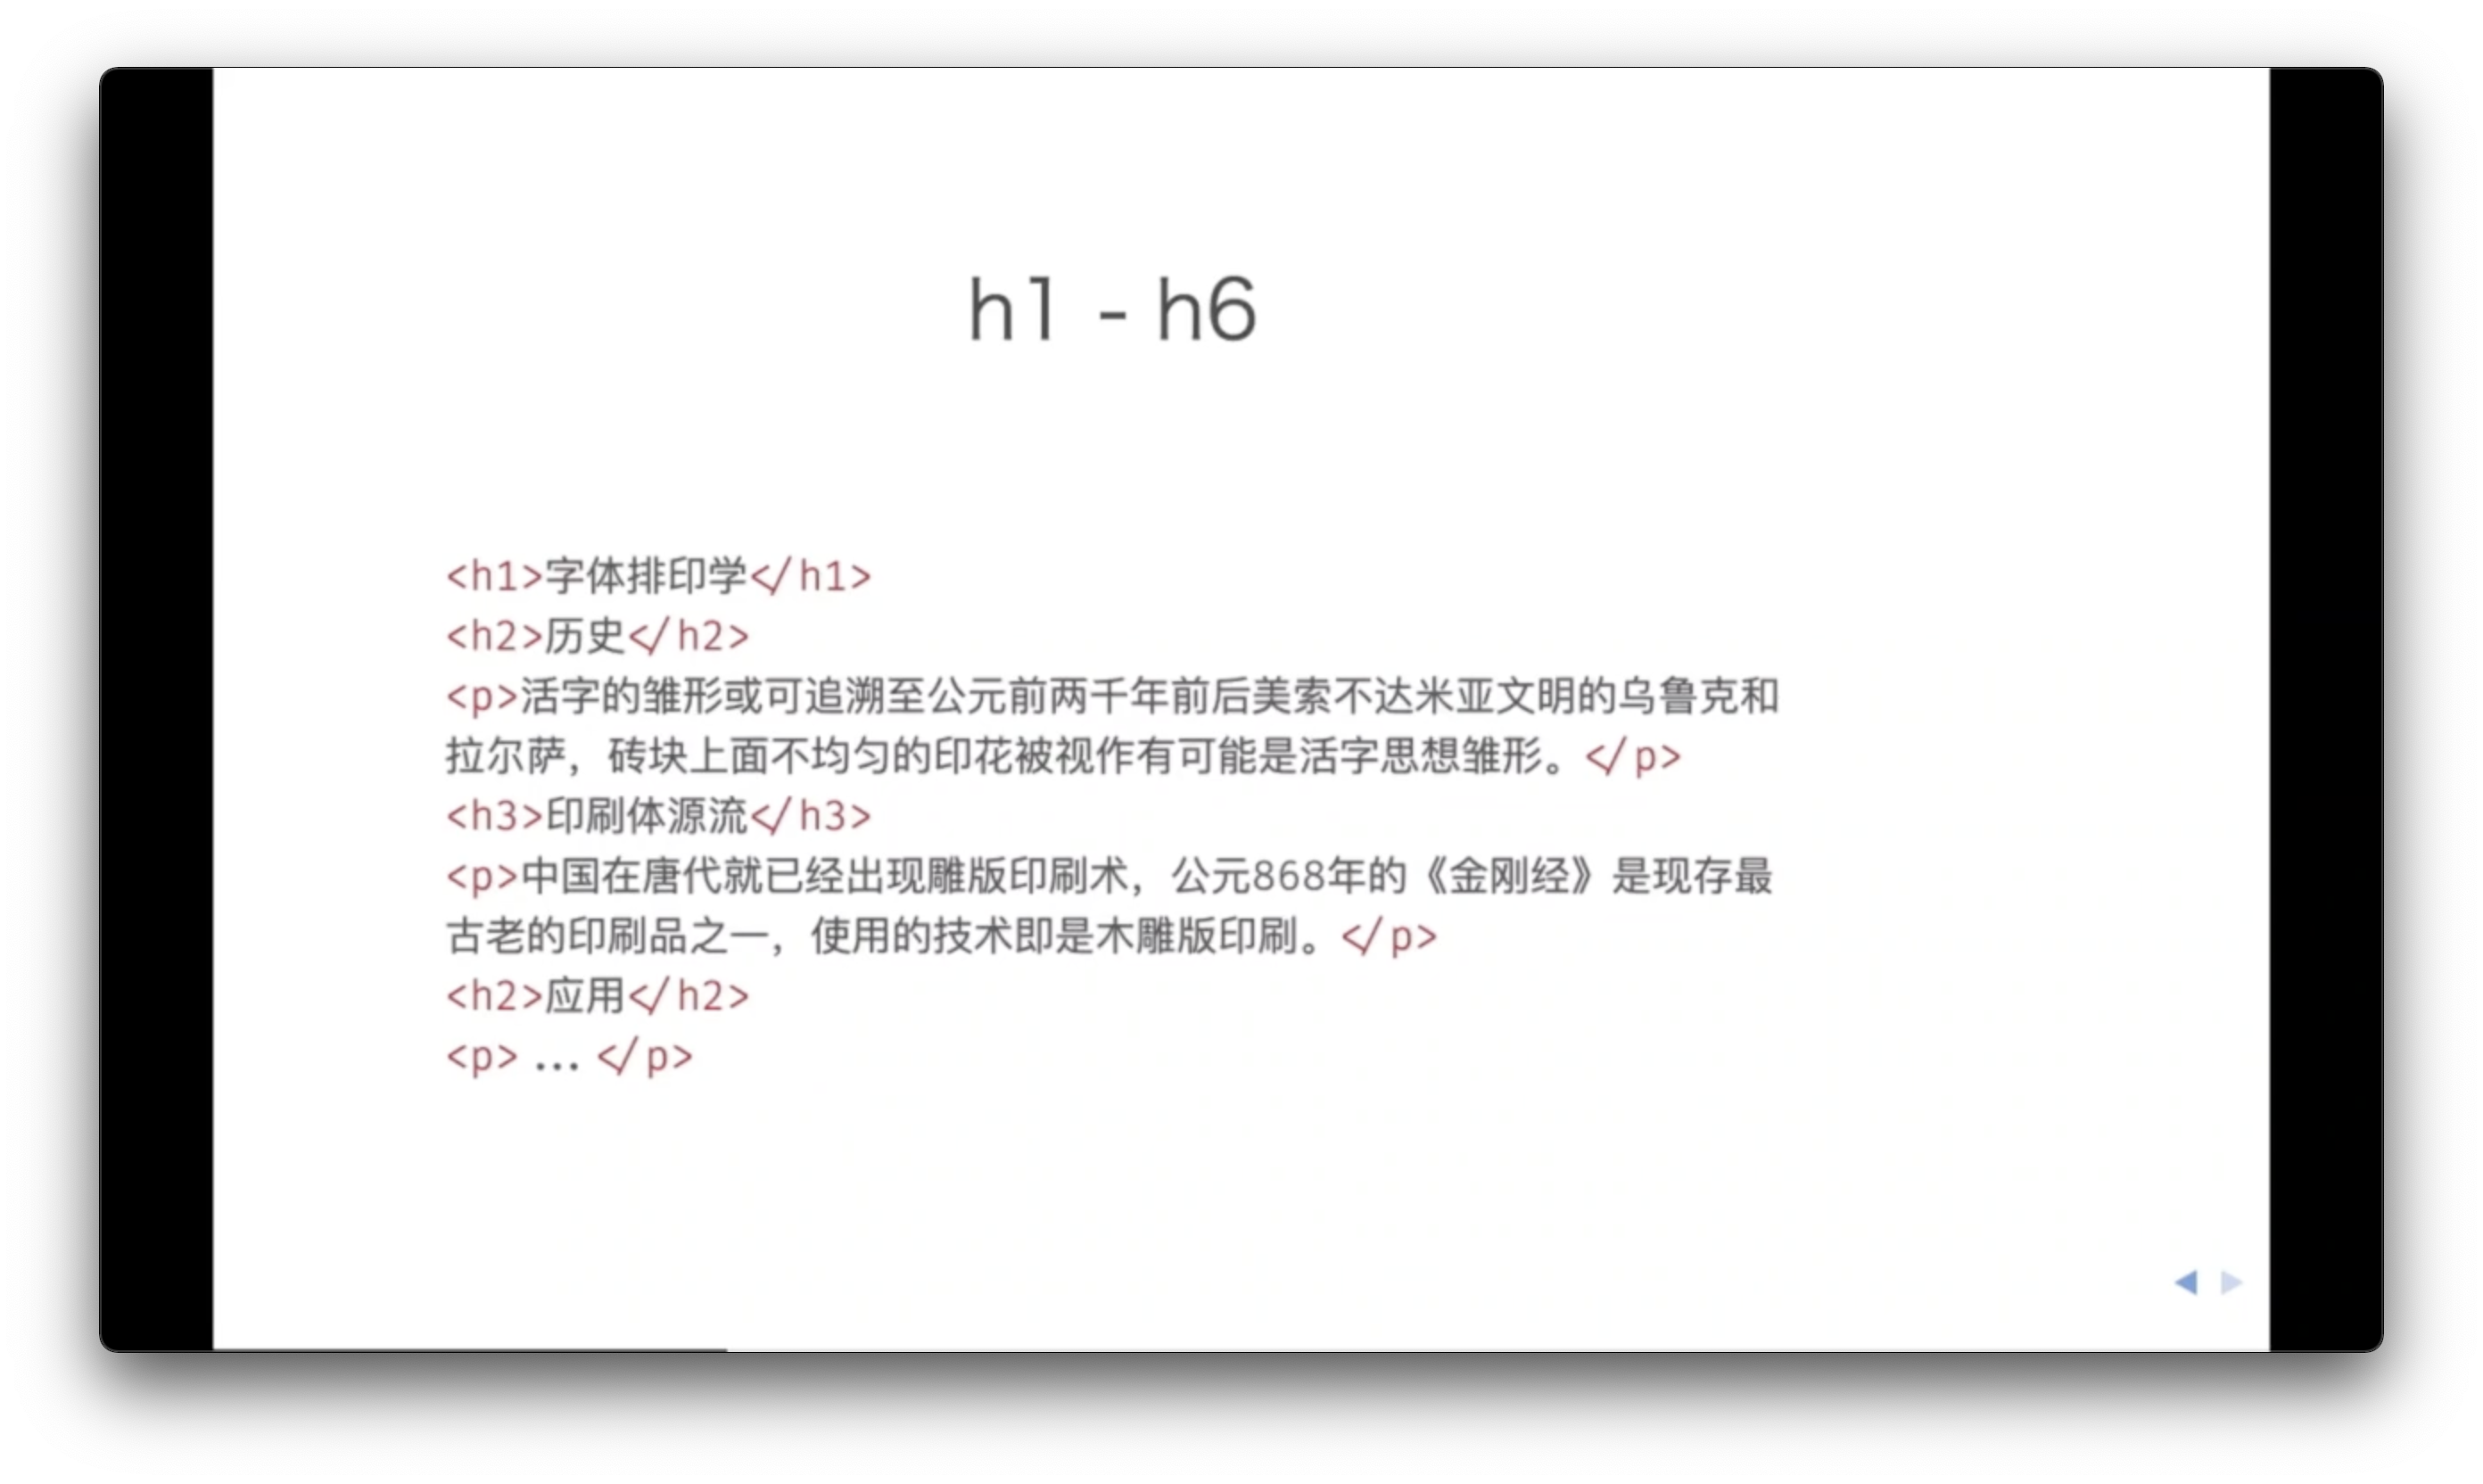 h1 - h6
<h1>字体排印学</h1>
<h2>历史</h2>
<p>活字的雏形或可追溯至公元前两千年前后美索不达米亚文明的乌鲁克和
拉尔萨，砖块上面不均匀的印花被视作有可能是活字思想雏形。</p>
<h3>印刷体源流</h3>
<p>中国在唐代就已经出现雕版印刷术，公元868年的《金刚经》是现存最
古老的印刷品之一，使用的技术即是木雕版印刷。</p>
<h2>应用</h2>
<p>...</p>